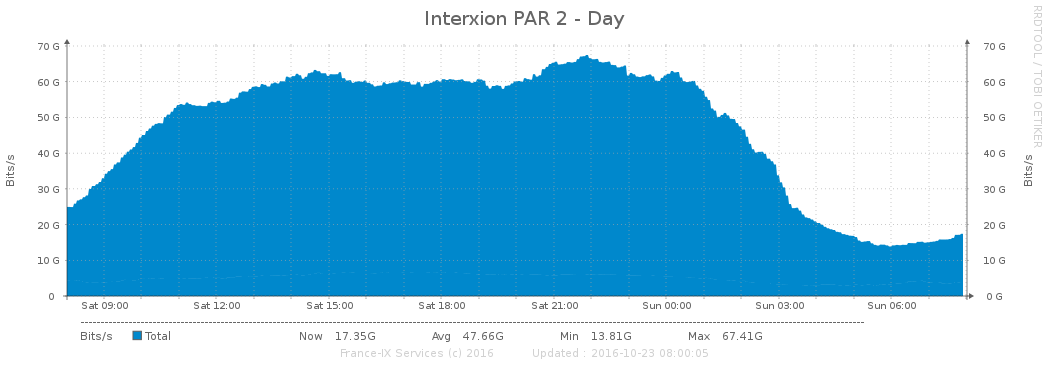 Interxion PAR 2 - Day
RRDTOOL / TOBI OETIKER
Bits/s
70 G
60 G
50 G
40 G
30 G
20 G
10 G
0
70 G
60 G
50 G
40 G
30 G
20 G
10 G
0 G
Bits/s
Sat 09:00 Sat 12:00 Sat 15:00 Sat 18:00 Sat 21:00 Sun 00:00 Sun 03:00 Sun 06:00
Bits/s Total Now 17.35G Avg 47.66G Min 13.81G Max 67.41G
France-IX Services (c) 2016 Updated : 2016-10-23 08:00:05